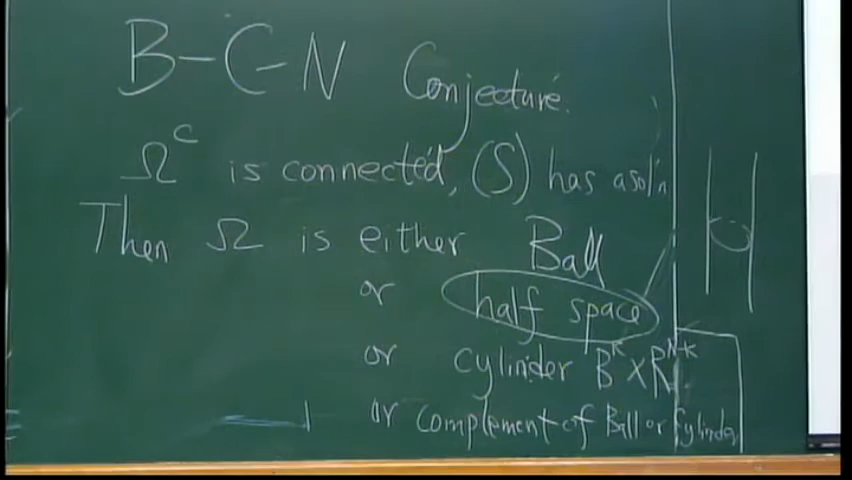 B-C-N Conjecture.
Ω^c is connected, (S) has a sol'n
Then Ω is either Ball
or half space
or cylinder B^k × R^{N-k}
or complement of Ball or Cylinder